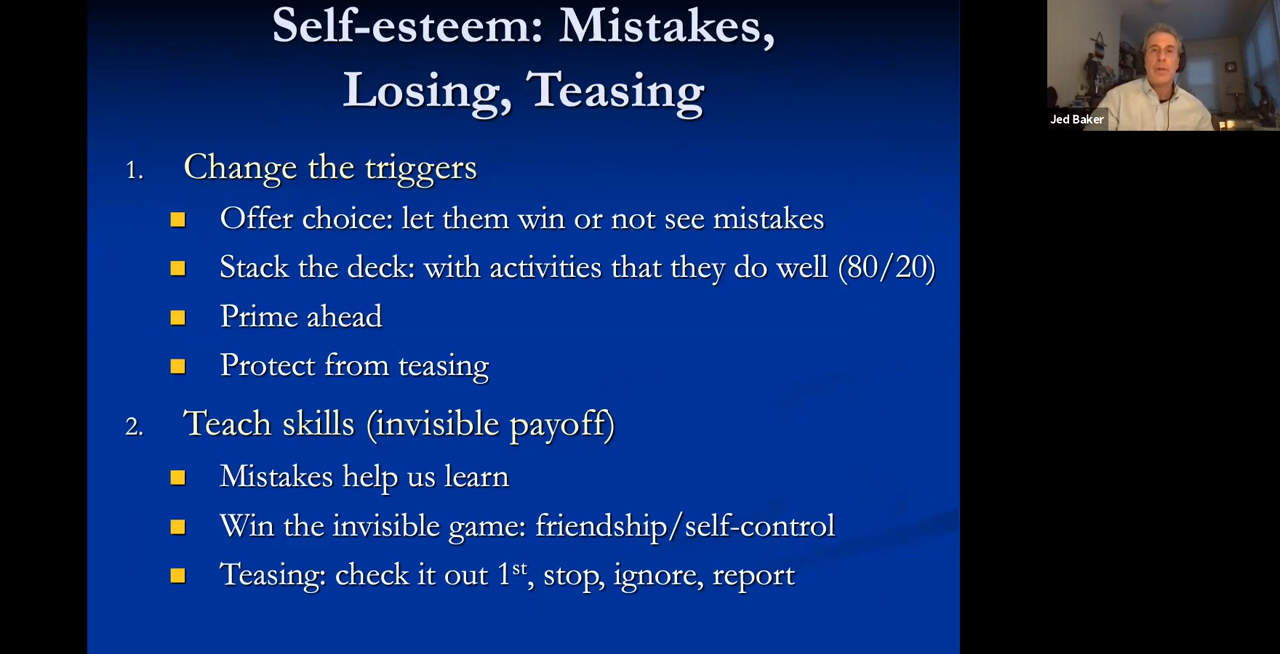 Self-esteem: Mistakes,
Losing, Teasing
1. Change the triggers
Offer choice: let them win or not see mistakes
Stack the deck: with activities that they do well (80/20)
Prime ahead
Protect from teasing
2. Teach skills (invisible payoff)
Mistakes help us learn
Win the invisible game: friendship/self-control
Teasing: check it out 1st, stop, ignore, report
Jed Baker